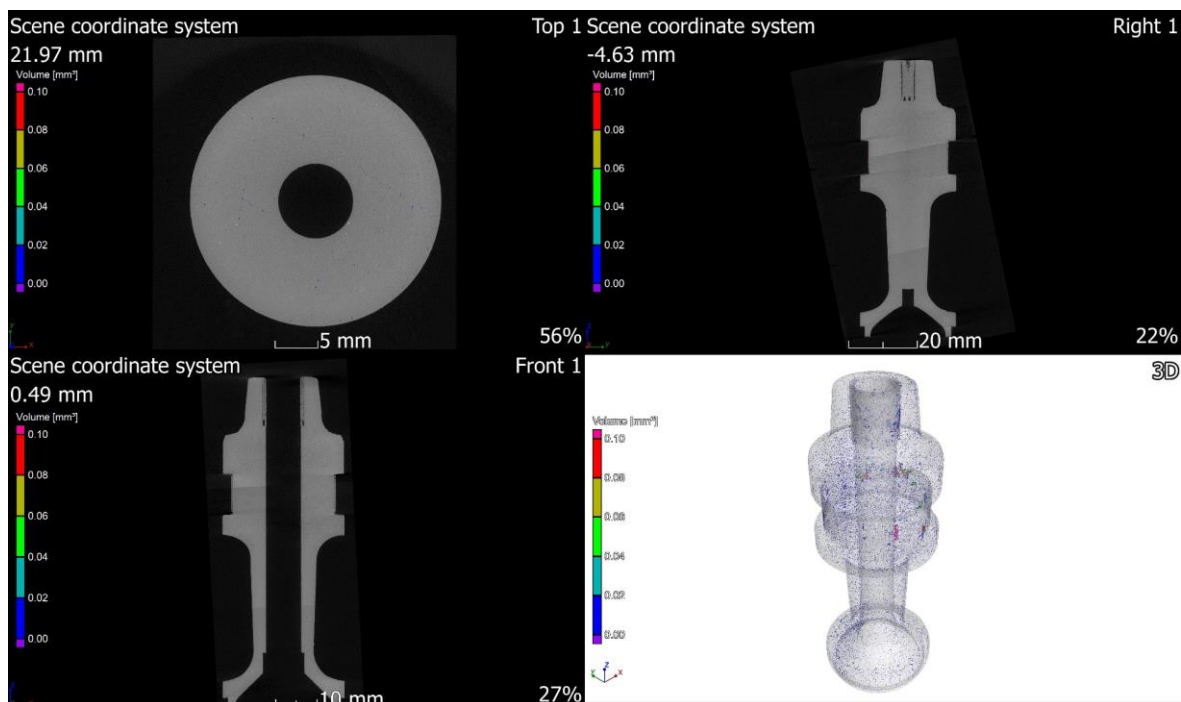 Scene coordinate system Top 1
21.97 mm
Volume [mm³]
0.10
0.08
0.06
0.04
0.02
0.00
5 mm
56%
Scene coordinate system Right 1
-4.63 mm
Volume [mm³]
0.10
0.08
0.06
0.04
0.02
0.00
20 mm
22%
Scene coordinate system Front 1
0.49 mm
Volume [mm³]
0.10
0.08
0.06
0.04
0.02
0.00
10 mm
27%
3D
Volume [mm³]
0.10
0.08
0.06
0.04
0.02
0.00